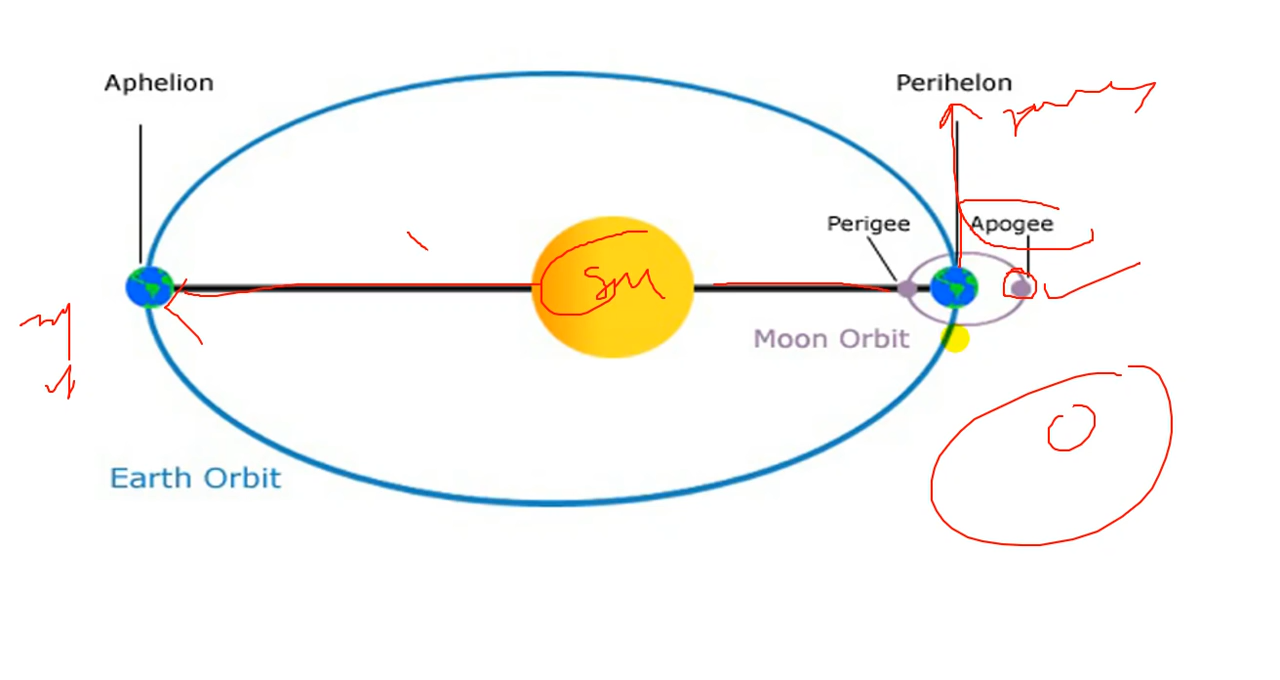 Aphelion
Perihelon
Perigee
Apogee
Moon Orbit
Earth Orbit